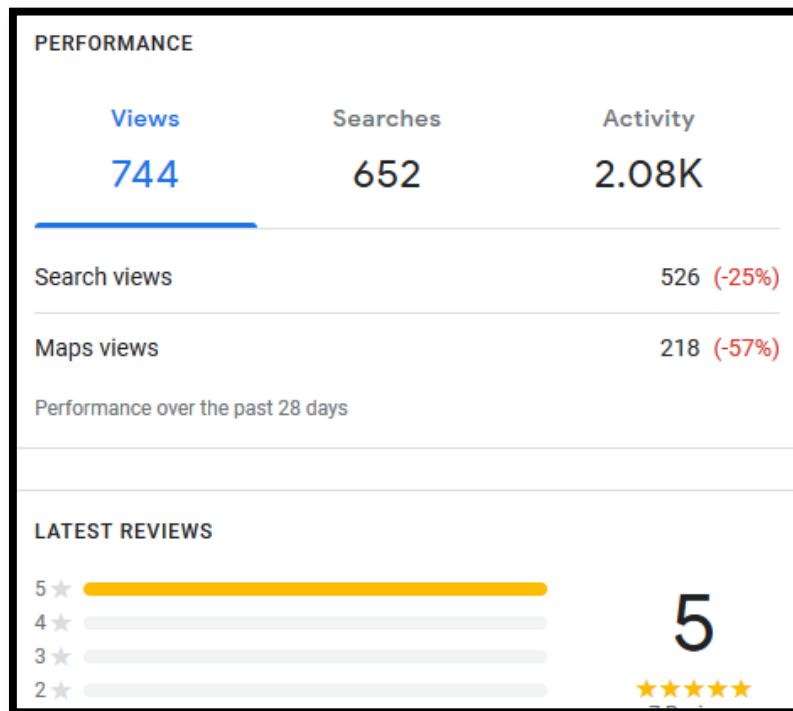 PERFORMANCE
Views Searches Activity
744 652 2.08K
Search views 526 (-25%)
Maps views 218 (-57%)
Performance over the past 28 days
LATEST REVIEWS
5
4
3
2
5